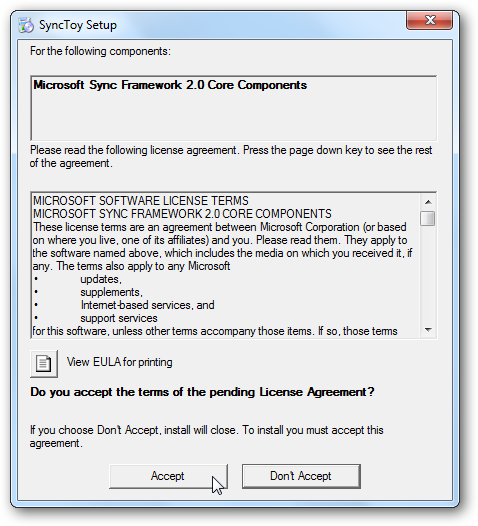 SyncToy Setup
For the following components:
Microsoft Sync Framework 2.0 Core Components
Please read the following license agreement. Press the page down key to see the rest
of the agreement.
MICROSOFT SOFTWARE LICENSE TERMS
MICROSOFT SYNC FRAMEWORK 2.0 CORE COMPONENTS
These license terms are an agreement between Microsoft Corporation (or based
on where you live, one of its affiliates) and you. Please read them. They apply to
the software named above, which includes the media on which you received it, if
any. The terms also apply to any Microsoft
• updates,
• supplements,
• Internet-based services, and
• support services
for this software, unless other terms accompany those items. If so, those terms
View EULA for printing
Do you accept the terms of the pending License Agreement?
If you choose Don't Accept, install will close. To install you must accept this
agreement.
Accept
Don't Accept